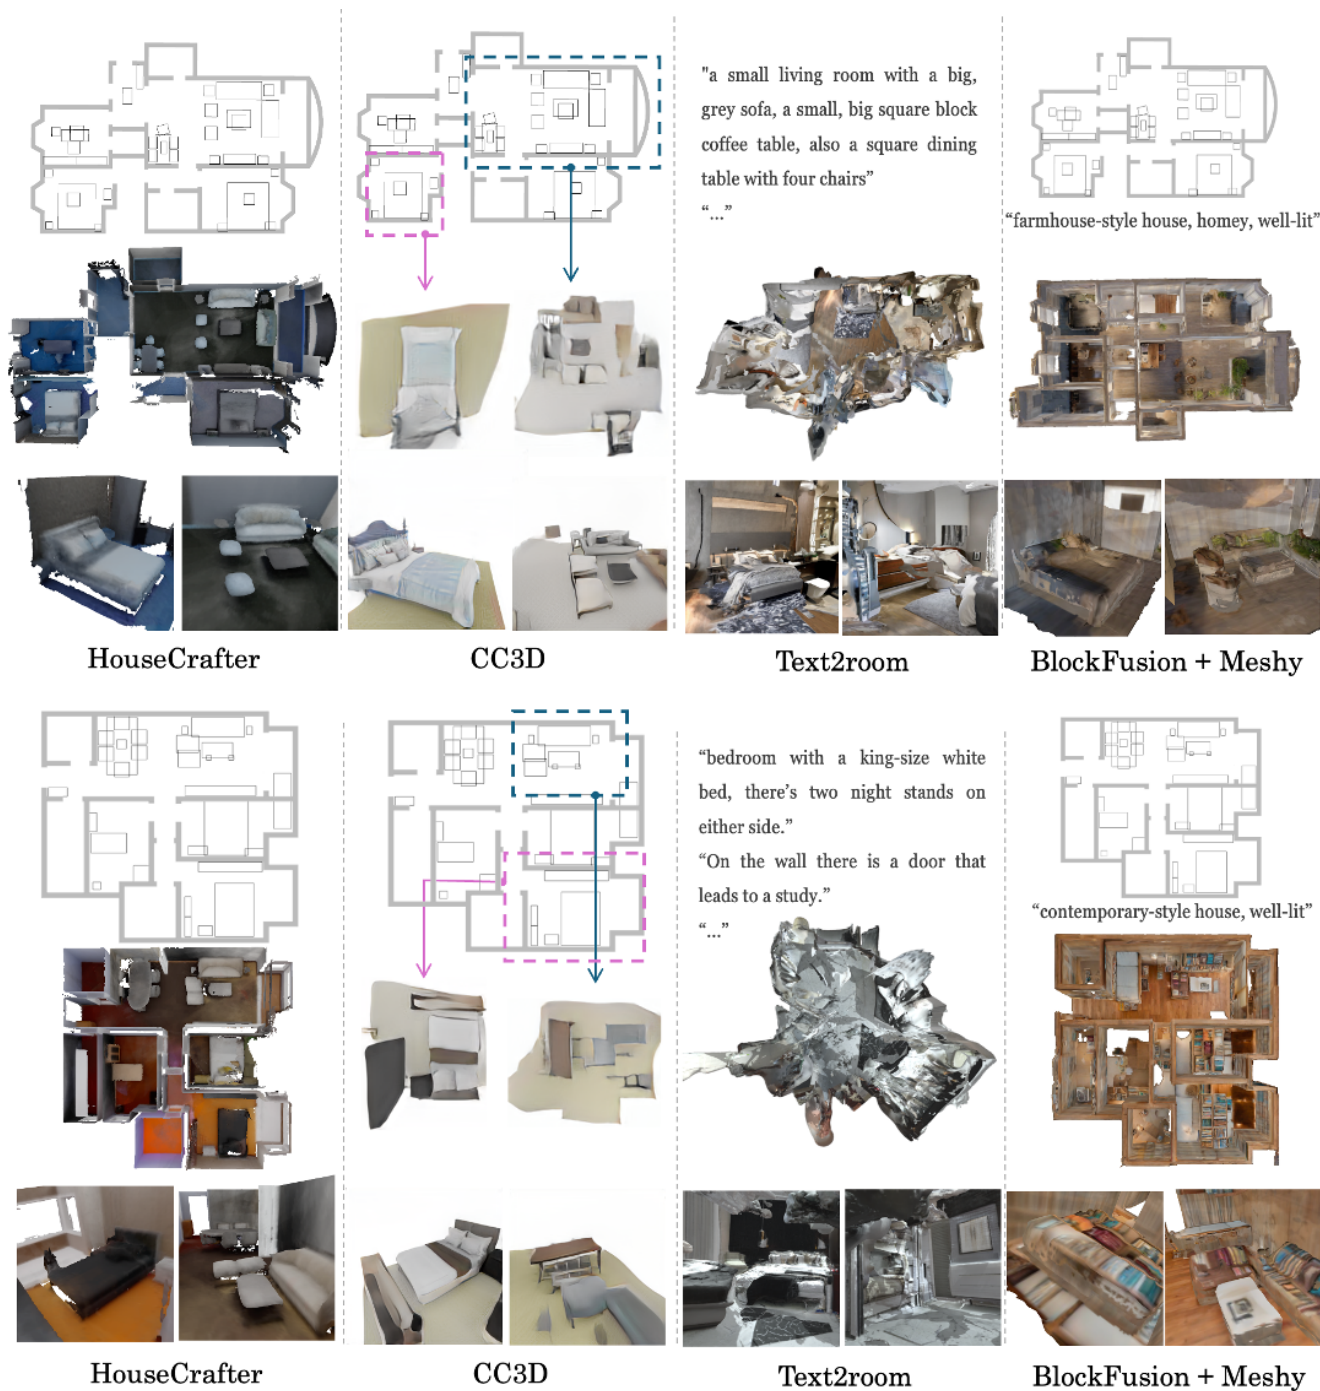 "a small living room with a big,
grey sofa, a small, big square block
coffee table, also a square dining
table with four chairs”
“...”
“farmhouse-style house, homey, well-lit”
HouseCrafter
CC3D
Text2room
BlockFusion + Meshy
“bedroom with a king-size white
bed, there’s two night stands on
either side.”
“On the wall there is a door that
leads to a study.”
“...”
“contemporary-style house, well-lit”
HouseCrafter
CC3D
Text2room
BlockFusion + Meshy